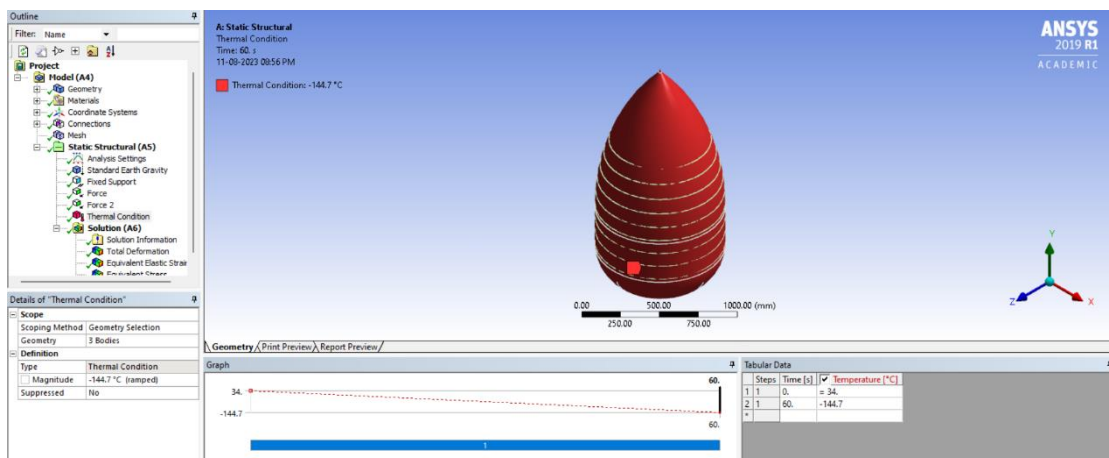 Outline
Filter: Name
Project
Model (A4)
Geometry
Materials
Coordinate Systems
Connections
Mesh
Static Structural (A5)
Analysis Settings
Standard Earth Gravity
Fixed Support
Force
Force 2
Thermal Condition
Solution (A6)
Solution Information
Total Deformation
Equivalent Elastic Strain
Equivalent Stress
Details of "Thermal Condition"
Scope
Scoping Method Geometry Selection
Geometry 3 Bodies
Definition
Type Thermal Condition
Magnitude -144.7 °C (ramped)
Suppressed No
A: Static Structural
Thermal Condition
Time: 60. s
11-08-2023 08:56 PM
Thermal Condition: -144.7 °C
ANSYS
2019 R1
ACADEMIC
0.00 500.00 1000.00 (mm)
250.00 750.00
Y
Z X
Geometry Print Preview Report Preview
Graph
60.
34.
-144.7
60.
1
Tabular Data
Steps Time [s] Temperature [°C]
1 1 0. = 34.
2 1 60. -144.7
*